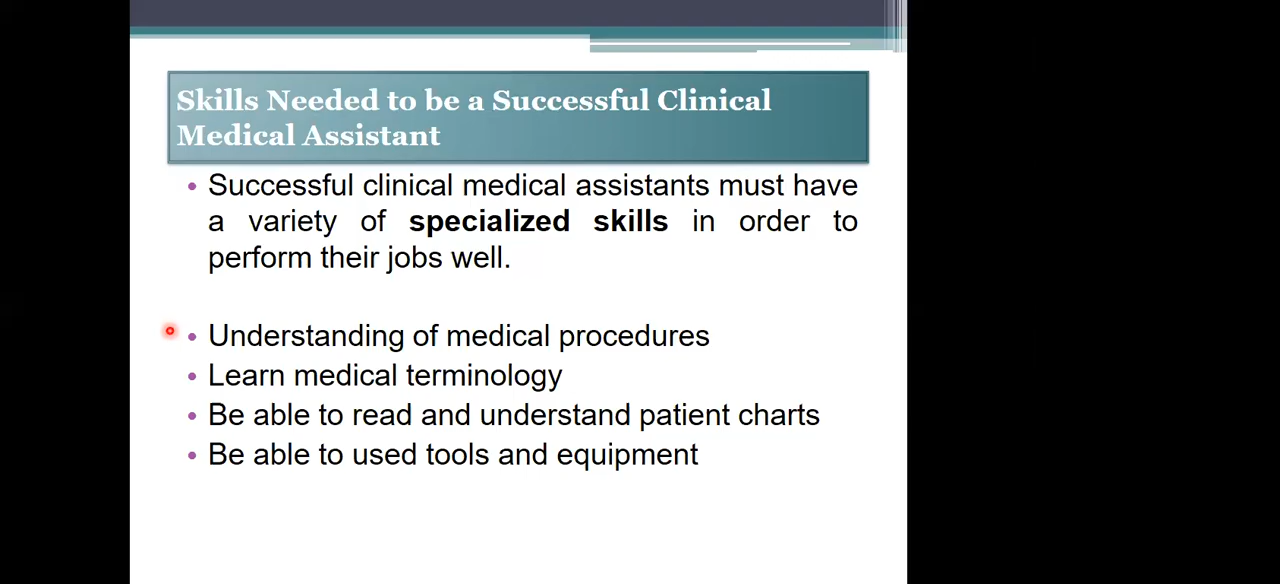 Skills Needed to be a Successful Clinical
Medical Assistant
• Successful clinical medical assistants must have
a variety of specialized skills in order to
perform their jobs well.
• Understanding of medical procedures
• Learn medical terminology
• Be able to read and understand patient charts
• Be able to used tools and equipment